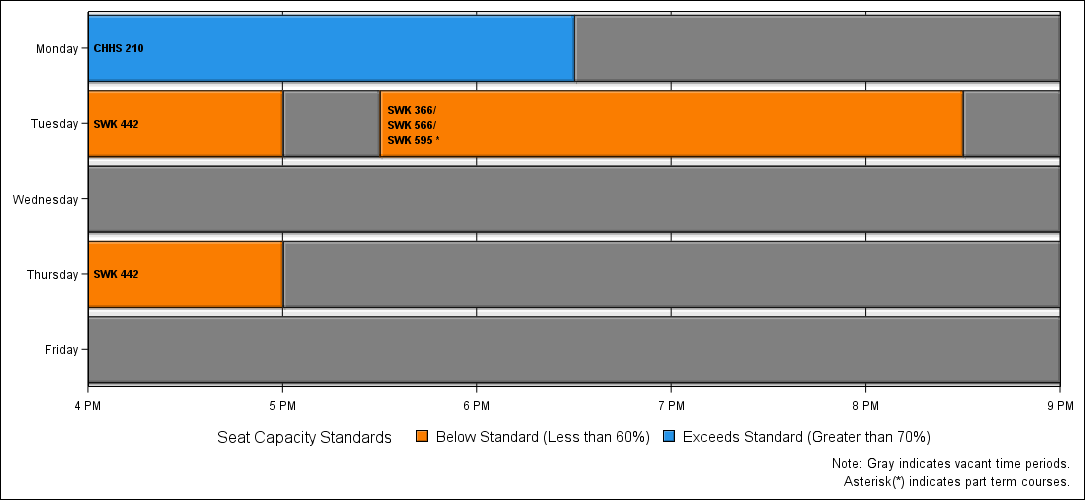 Monday
CHHS 210
Tuesday
SWK 442
SWK 366/
SWK 566/
SWK 595 *
Wednesday
Thursday
SWK 442
Friday
4 PM 5 PM 6 PM 7 PM 8 PM 9 PM
Seat Capacity Standards Below Standard (Less than 60%) Exceeds Standard (Greater than 70%)
Note: Gray indicates vacant time periods.
Asterisk(*) indicates part term courses.